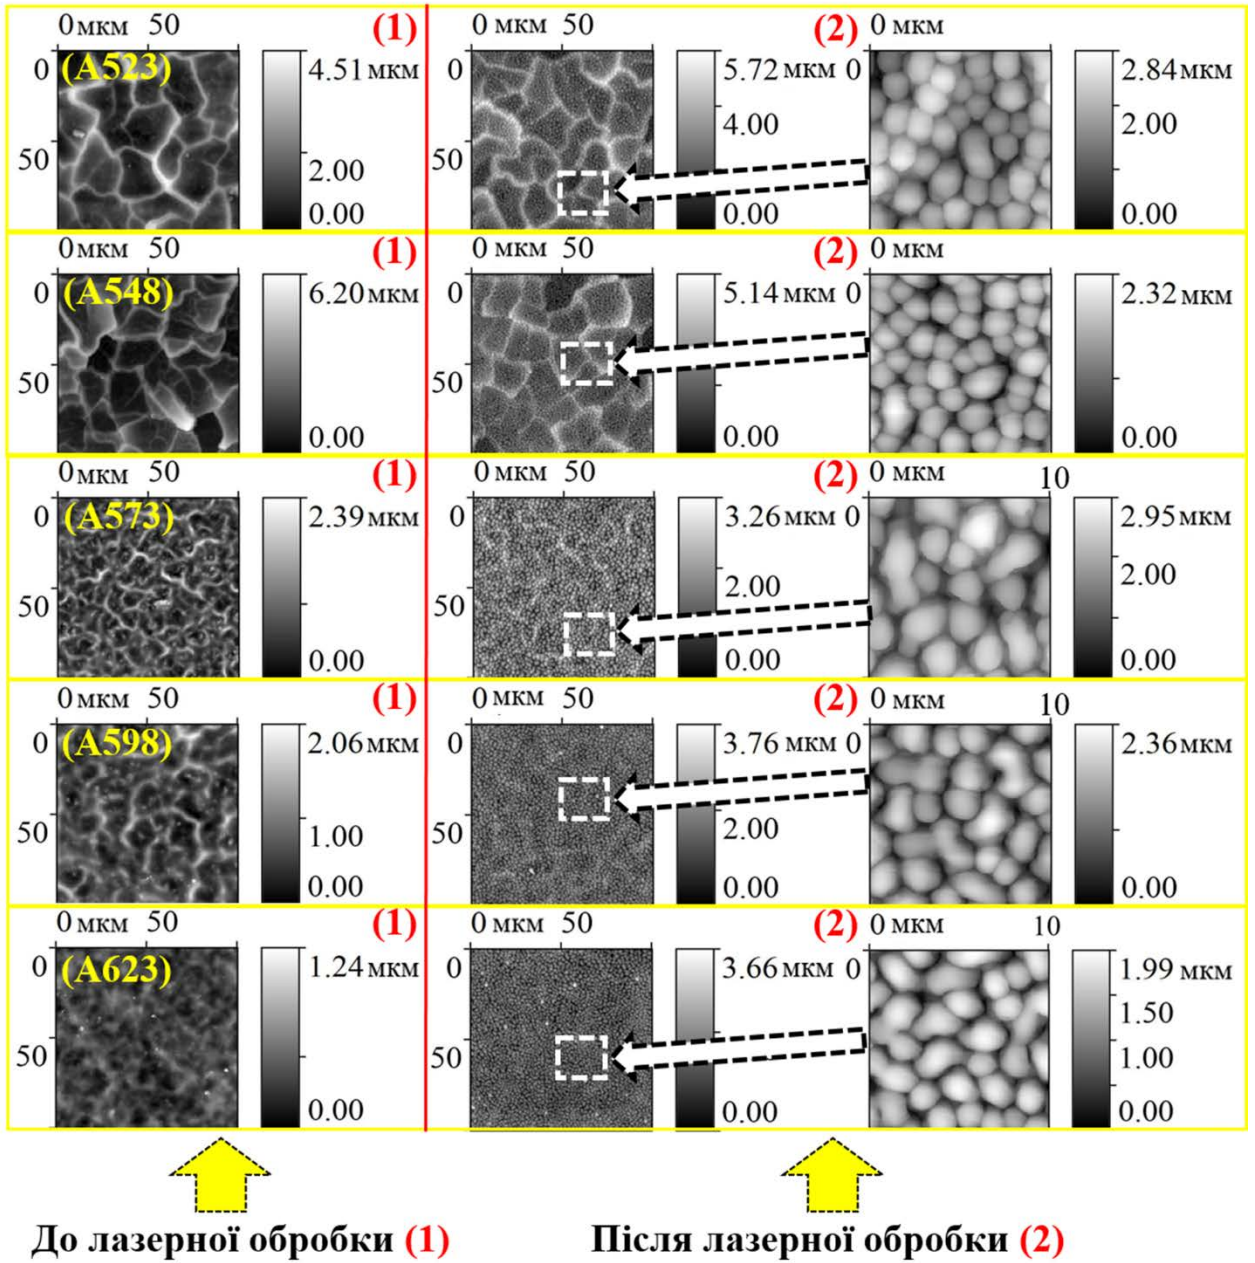 0 мкм 50 (1) 0 мкм 50 (2) 0 мкм
0 (A523) 4.51 мкм 5.72 мкм 0 2.84 мкм
4.00 2.00
50 2.00 50
0.00 0.00 0.00
0 мкм 50 (1) 0 мкм 50 (2) 0 мкм
0 (A548) 6.20 мкм 0 5.14 мкм 0 2.32 мкм
50 50
0.00 0.00 0.00
0 мкм 50 (1) 0 мкм 50 (2) 0 мкм 10
0 (A573) 2.39 мкм 0 3.26 мкм 0 2.95 мкм
50 50 2.00 2.00
0.00 0.00 0.00
0 мкм 50 (1) 0 мкм 50 (2) 0 мкм 10
0 (A598) 2.06 мкм 0 3.76 мкм 0 2.36 мкм
50 1.00 50 2.00
0.00 0.00 0.00
0 мкм 50 (1) 0 мкм 50 (2) 0 мкм 10
0 (A623) 1.24 мкм 0 3.66 мкм 0 1.99 мкм
1.50
50 50 1.00
0.00 0.00 0.00
До лазерної обробки (1) Після лазерної обробки (2)